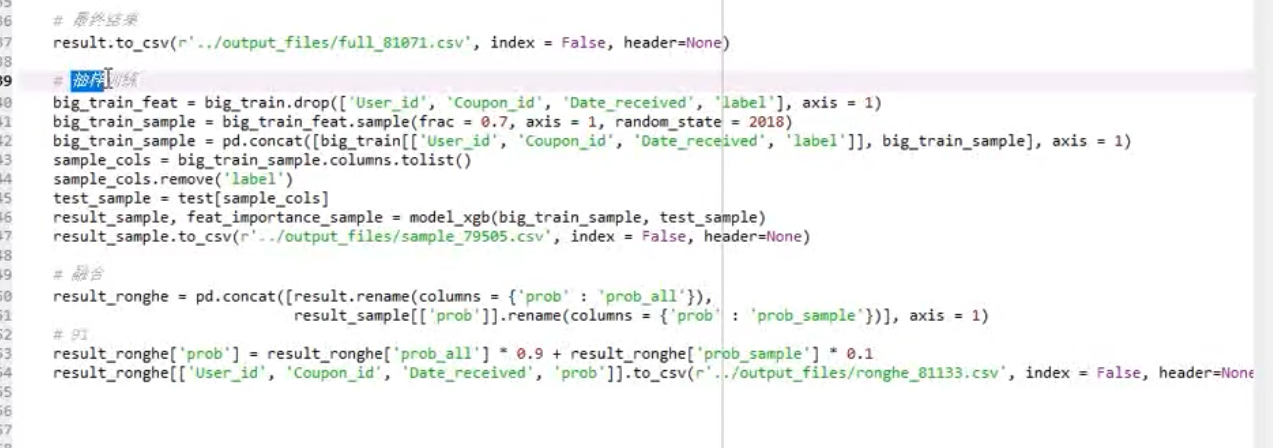 36 # 最终结果
37 result.to_csv(r'../output_files/full_81071.csv', index = False, header=None)
38
39 # 抽样训练
40 big_train_feat = big_train.drop(['User_id', 'Coupon_id', 'Date_received', 'label'], axis = 1)
41 big_train_sample = big_train_feat.sample(frac = 0.7, axis = 1, random_state = 2018)
42 big_train_sample = pd.concat([big_train[['User_id', 'Coupon_id', 'Date_received', 'label']], big_train_sample], axis = 1)
43 sample_cols = big_train_sample.columns.tolist()
44 sample_cols.remove('label')
45 test_sample = test[sample_cols]
46 result_sample, feat_importance_sample = model_xgb(big_train_sample, test_sample)
47 result_sample.to_csv(r'../output_files/sample_79505.csv', index = False, header=None)
48
49 # 融合
50 result_ronghe = pd.concat([result.rename(columns = {'prob' : 'prob_all'}),
51 result_sample[['prob']].rename(columns = {'prob' : 'prob_sample'})], axis = 1)
52 # 91
53 result_ronghe['prob'] = result_ronghe['prob_all'] * 0.9 + result_ronghe['prob_sample'] * 0.1
54 result_ronghe[['User_id', 'Coupon_id', 'Date_received', 'prob']].to_csv(r'../output_files/ronghe_81133.csv', index = False, header=None
55
56
57